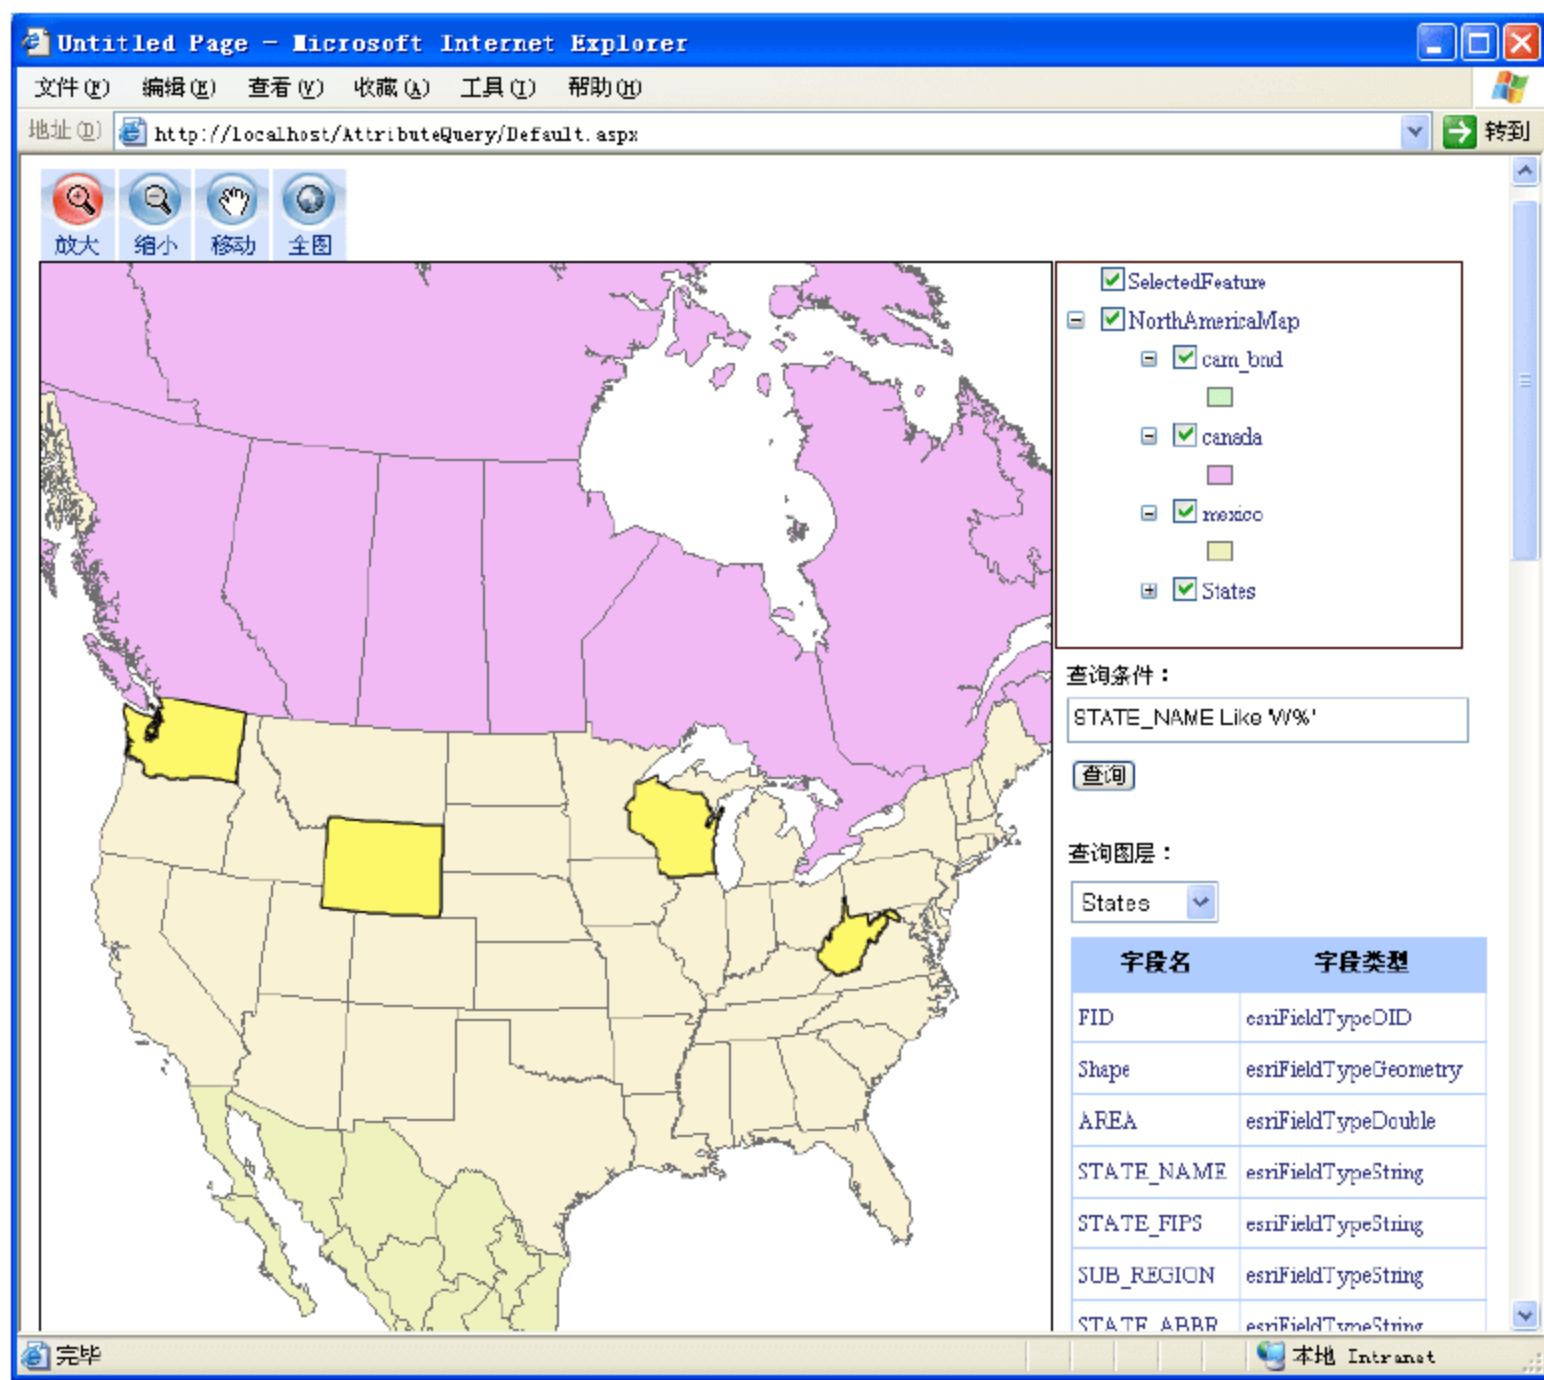 Untitled Page - Microsoft Internet Explorer
文件(F) 编辑(E) 查看(V) 收藏(A) 工具(T) 帮助(H)
地址(D) http://localhost/AttributeQuery/Default.aspx 转到
放大 缩小 移动 全图
SelectedFeature
NorthAmericaMap
cam_bnd
canada
mexico
States
查询条件：
STATE_NAME Like 'W%'
查询
查询图层：
States
字段名 字段类型
FID esriFieldTypeOID
Shape esriFieldTypeGeometry
AREA esriFieldTypeDouble
STATE_NAME esriFieldTypeString
STATE_FIPS esriFieldTypeString
SUB_REGION esriFieldTypeString
STATE_ABBR esriFieldTypeString
完毕 本地 Intranet